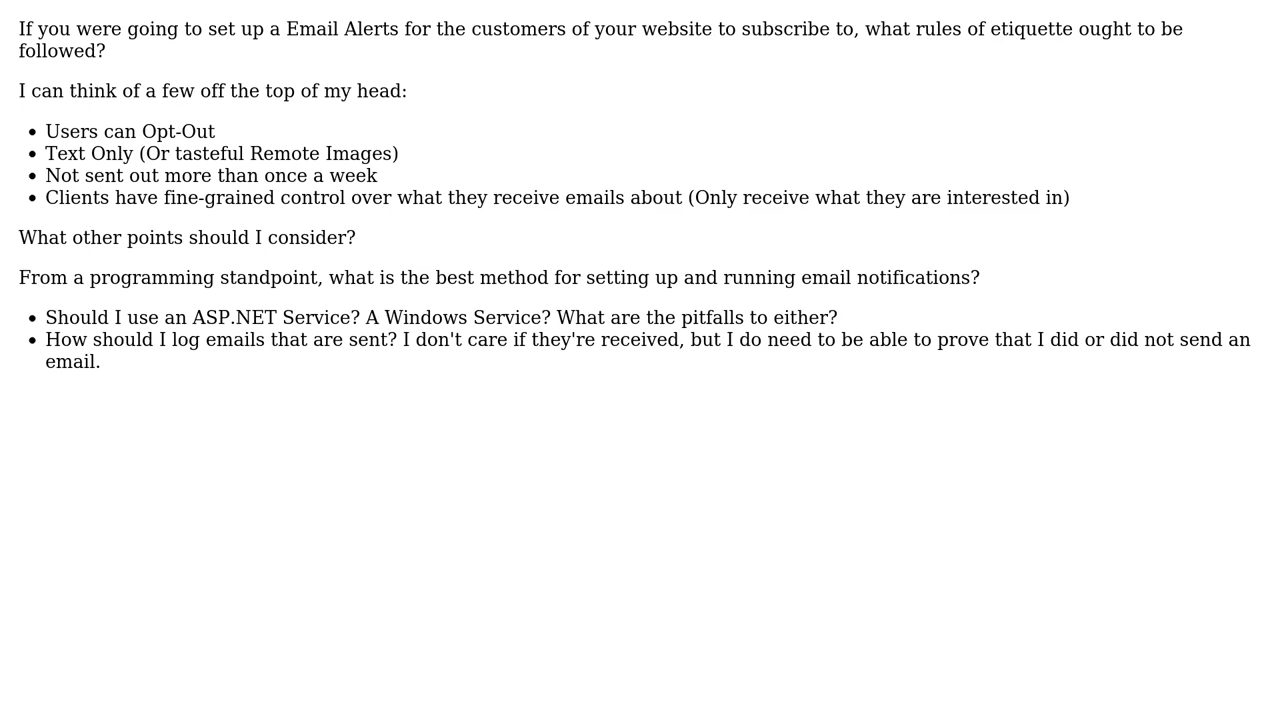 If you were going to set up a Email Alerts for the customers of your website to subscribe to, what rules of etiquette ought to be
followed?
I can think of a few off the top of my head:
• Users can Opt-Out
• Text Only (Or tasteful Remote Images)
• Not sent out more than once a week
• Clients have fine-grained control over what they receive emails about (Only receive what they are interested in)
What other points should I consider?
From a programming standpoint, what is the best method for setting up and running email notifications?
• Should I use an ASP.NET Service? A Windows Service? What are the pitfalls to either?
• How should I log emails that are sent? I don't care if they're received, but I do need to be able to prove that I did or did not send an
email.